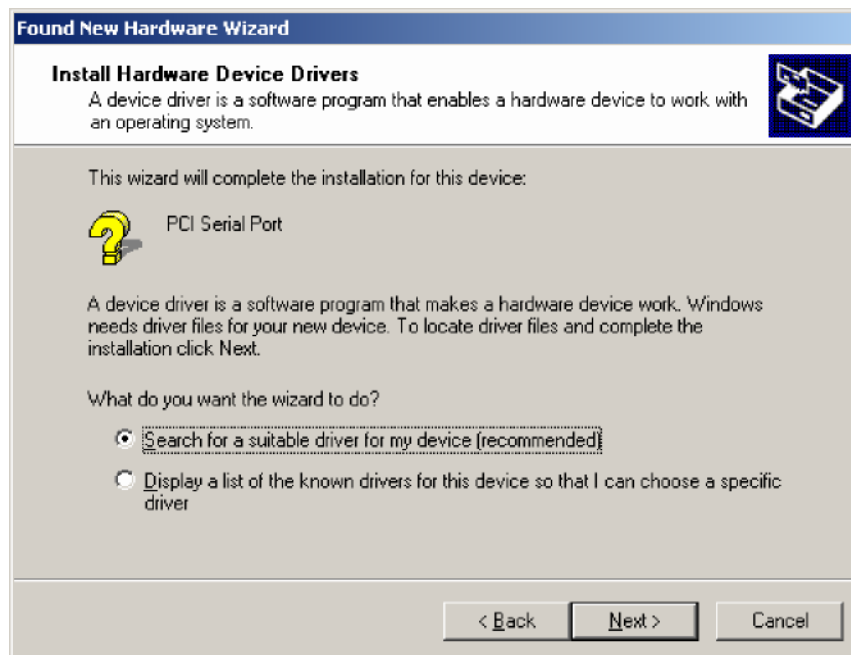 Found New Hardware Wizard
Install Hardware Device Drivers
A device driver is a software program that enables a hardware device to work with
an operating system.
This wizard will complete the installation for this device:
PCI Serial Port
A device driver is a software program that makes a hardware device work. Windows
needs driver files for your new device. To locate driver files and complete the
installation click Next.
What do you want the wizard to do?
Search for a suitable driver for my device (recommended)
Display a list of the known drivers for this device so that I can choose a specific
driver
< Back
Next >
Cancel